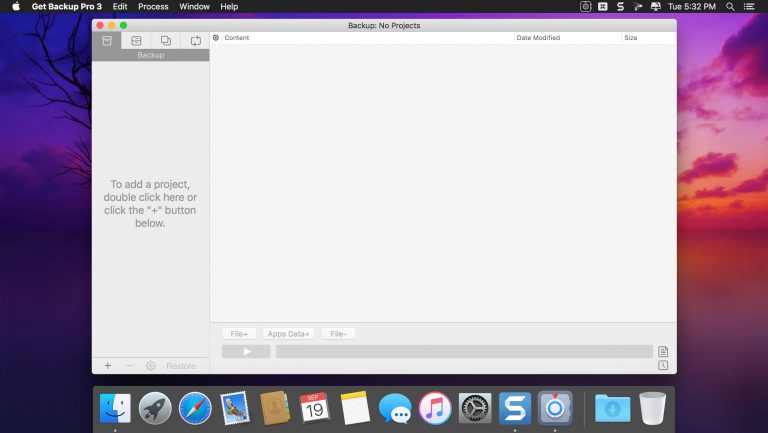 Get Backup Pro 3 Edit Process Window Help Tue 5:32 PM
Backup: No Projects
Content Date Modified Size
Backup
To add a project,
double click here or
click the "+" button
below.
File+ Apps Data+ File-
+ − Restore
SEP
19